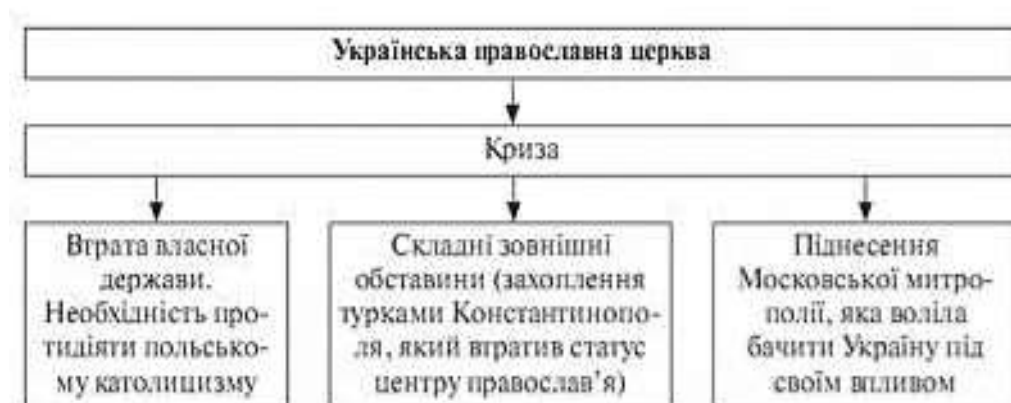 Українська православна церква
Криза
Втрата власної
держави.
Необхідність про-
тидіяти польсько-
му католицизму
Складні зовнішні
обставини (захоплення
турками Константинопо-
ля, який втратив статус
центру православ’я)
Піднесення
Московської митро-
полії, яка воліла
бачити Україну під
своїм впливом